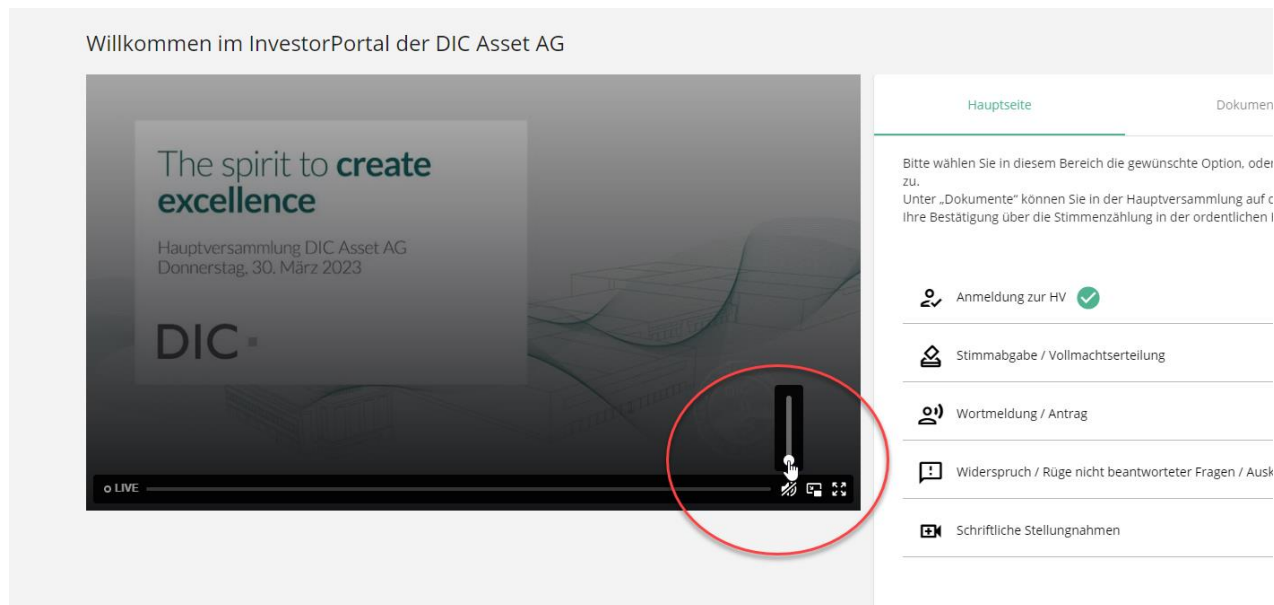 Willkommen im InvestorPortal der DIC Asset AG
The spirit to create
excellence
Hauptversammlung DIC Asset AG
Donnerstag, 30. März 2023
DIC
LIVE
Hauptseite
Dokumen
Bitte wählen Sie in diesem Bereich die gewünschte Option, oder
zu.
Unter „Dokumente" können Sie in der Hauptversammlung auf d
Ihre Bestätigung über die Stimmenzählung in der ordentlichen
Anmeldung zur HV
Stimmabgabe / Vollmachtserteilung
Wortmeldung / Antrag
Widerspruch / Rüge nicht beantworteter Fragen / Ausk
Schriftliche Stellungnahmen